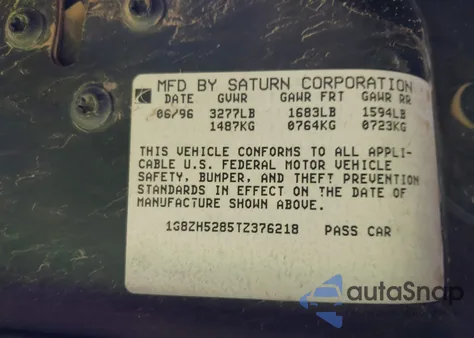 MFD BY SATURN CORPORATION
DATE GVWR GAWR FRT GAWR RR
06/96 3277LB 1683LB 1594LB
1487KG 0764KG 0723KG
THIS VEHICLE CONFORMS TO ALL APPLI-
CABLE U.S. FEDERAL MOTOR VEHICLE
SAFETY, BUMPER, AND THEFT PREVENTION
STANDARDS IN EFFECT ON THE DATE OF
MANUFACTURE SHOWN ABOVE.
1G8ZH5285TZ376218 PASS CAR
autoSnap